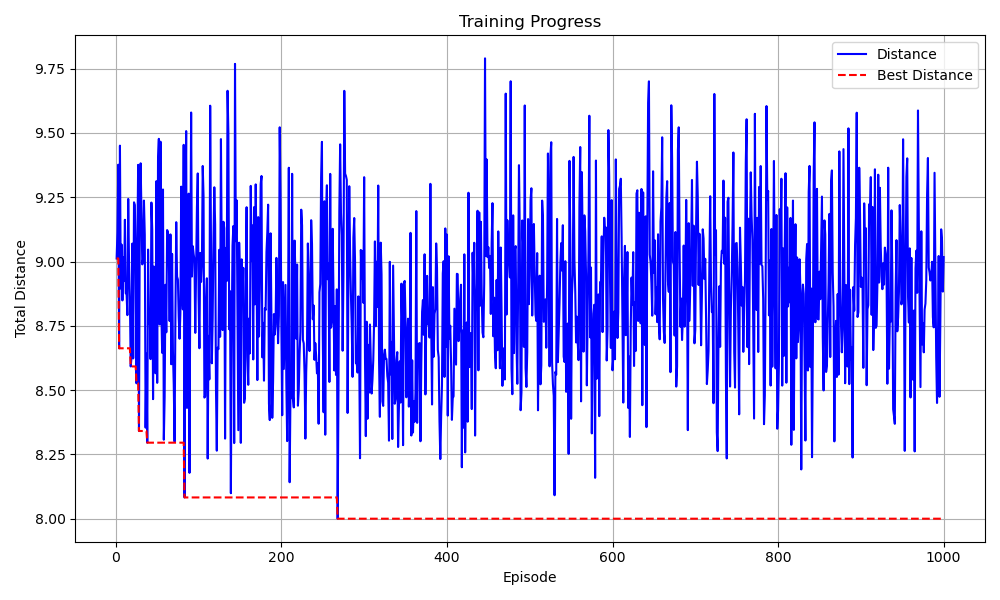 Training Progress
Distance
Best Distance
Total Distance
9.75
9.50
9.25
9.00
8.75
8.50
8.25
8.00
0
200
400
600
800
1000
Episode